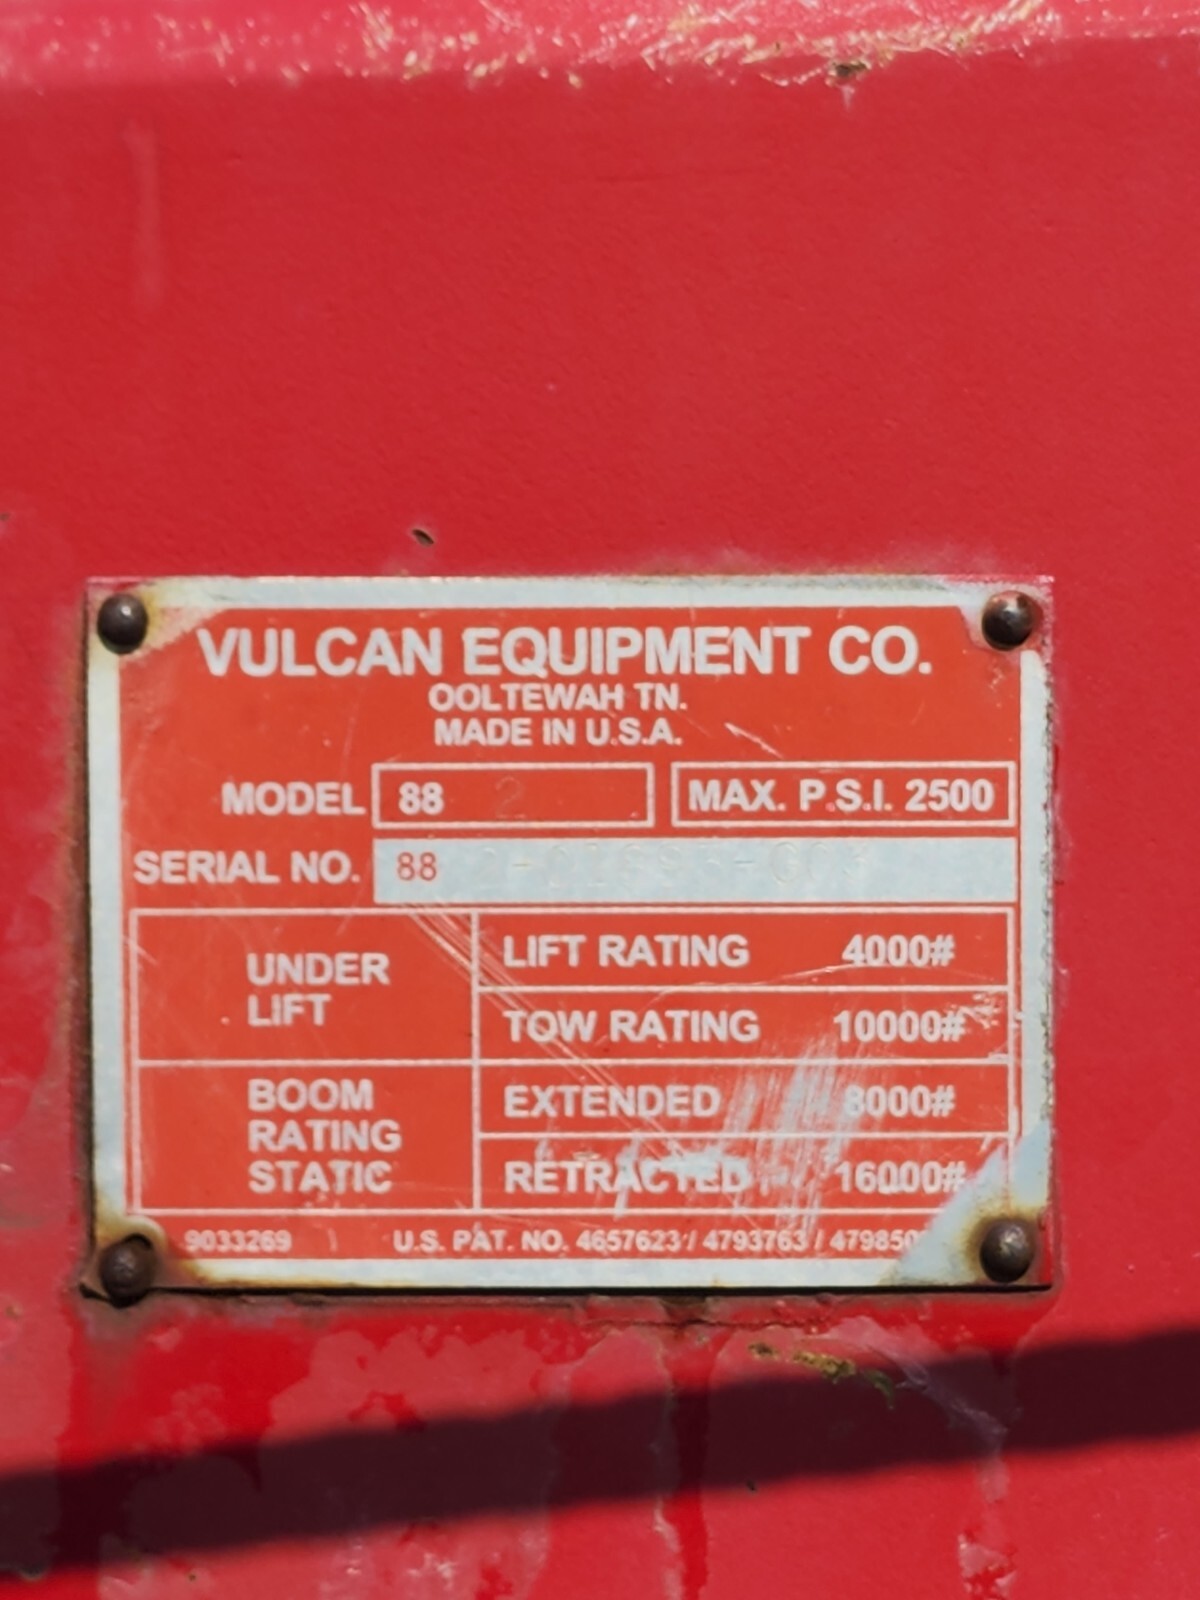 VULCAN EQUIPMENT CO.
OOLTEWAH TN.
MADE IN U.S.A.
MODEL 88 2 MAX. P.S.I. 2500
SERIAL NO. 88
UNDER LIFT
LIFT RATING 4000#
TOW RATING 10000#
BOOM RATING STATIC
EXTENDED 8000#
RETRACTED 16000#
9033269 U.S. PAT. NO. 4657623 / 4793763 /